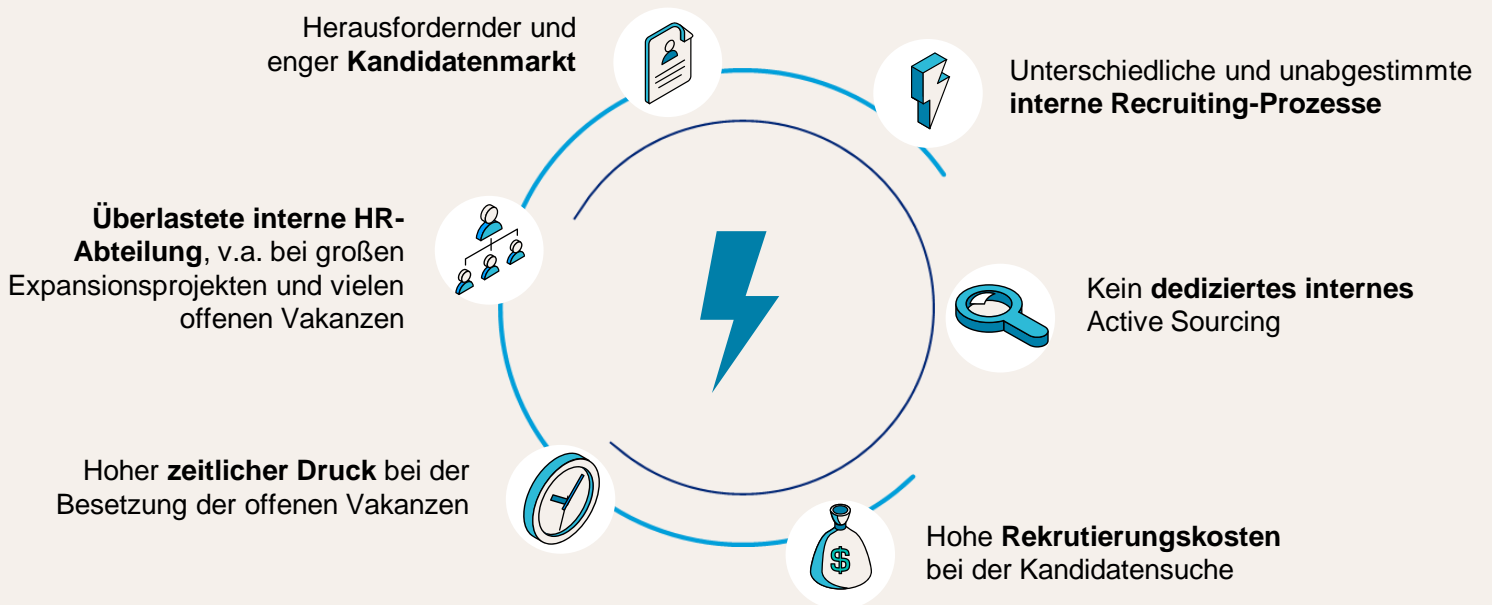 Herausfordernder und
enger Kandidatenmarkt
Unterschiedliche und unabgestimmte
interne Recruiting-Prozesse
Überlastete interne HR-
Abteilung, v.a. bei großen
Expansionsprojekten und vielen
offenen Vakanzen
Kein dediziertes internes
Active Sourcing
Hoher zeitlicher Druck bei der
Besetzung der offenen Vakanzen
Hohe Rekrutierungskosten
bei der Kandidatensuche
$